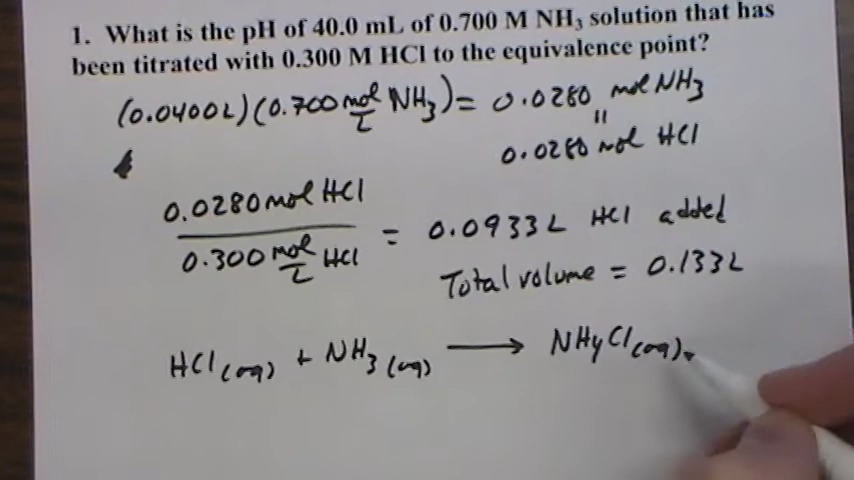 1. What is the pH of 40.0 mL of 0.700 M NH₃ solution that has
been titrated with 0.300 M HCl to the equivalence point?
(0.0400L)(0.700 mol/L NH₃) = 0.0280 mol NH₃
=
0.0280 mol HCl
0.0280 mol HCl / 0.300 mol/L HCl = 0.0933L HCl added
Total volume = 0.133L
HCl(aq) + NH₃(aq) → NH₄Cl(aq)